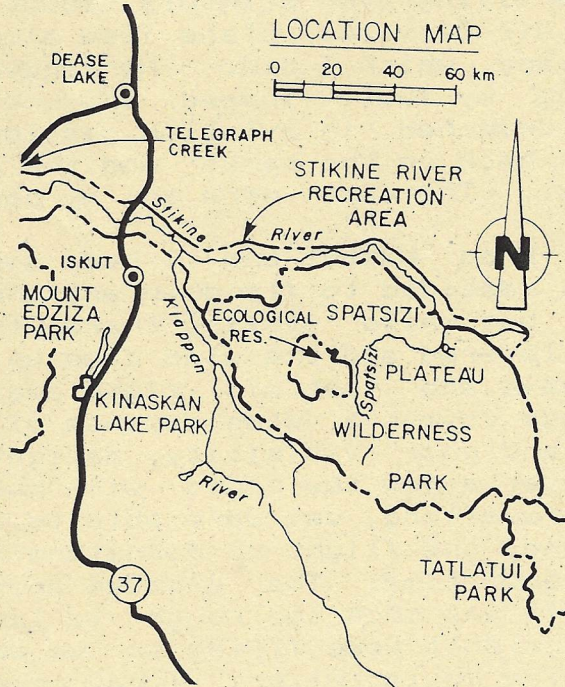 LOCATION MAP
0 20 40 60 km
DEASE
LAKE
TELEGRAPH
CREEK
STIKINE RIVER
RECREATION
AREA
Stikine
River
N
ISKUT
MOUNT
EDZIZA
PARK
Klappan
ECOLOGICAL
RES.
SPATSIZI
R.
Spatsizi
PLATEAU
KINASKAN
LAKE PARK
WILDERNESS
River
PARK
TATLATUI
PARK
37